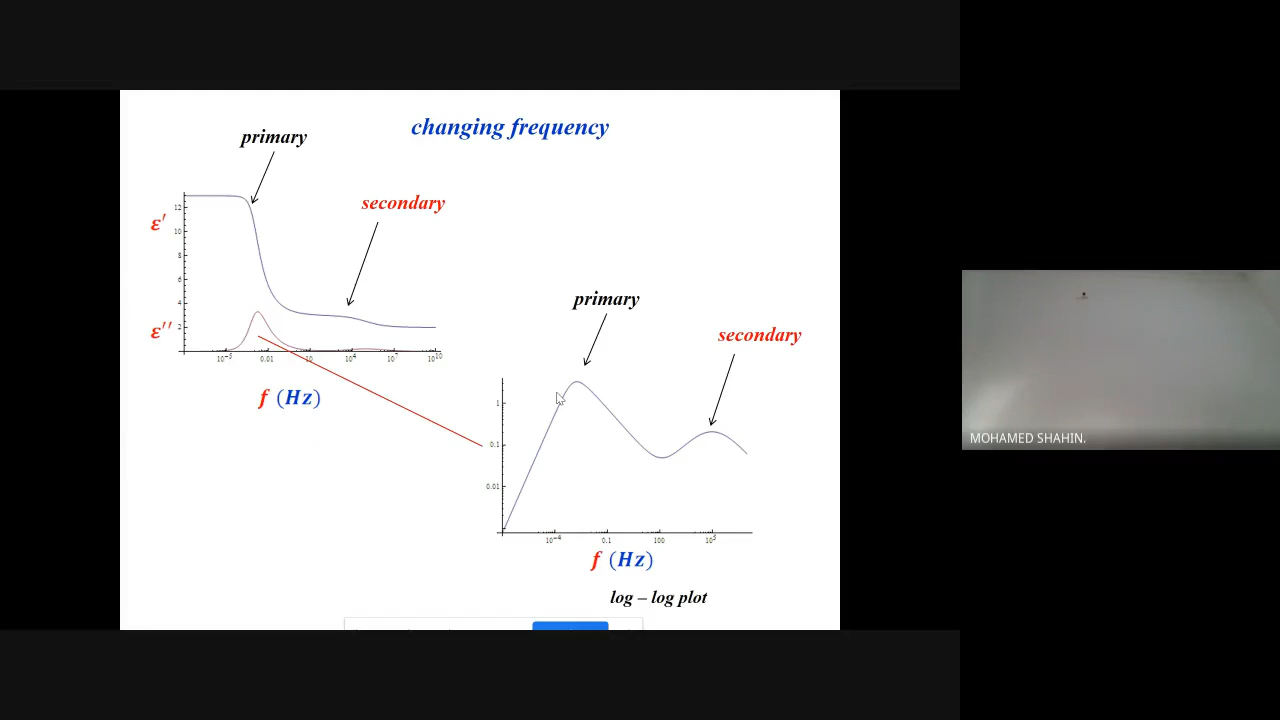 changing frequency
primary
secondary
ε′
12
10
8
6
4
2
ε′′
10⁻⁵
0.01
10
10⁴
10⁷
10¹⁰
f (Hz)
primary
secondary
1
0.1
0.01
10⁻⁴
0.1
100
10⁵
f (Hz)
log – log plot
MOHAMED SHAHIN.